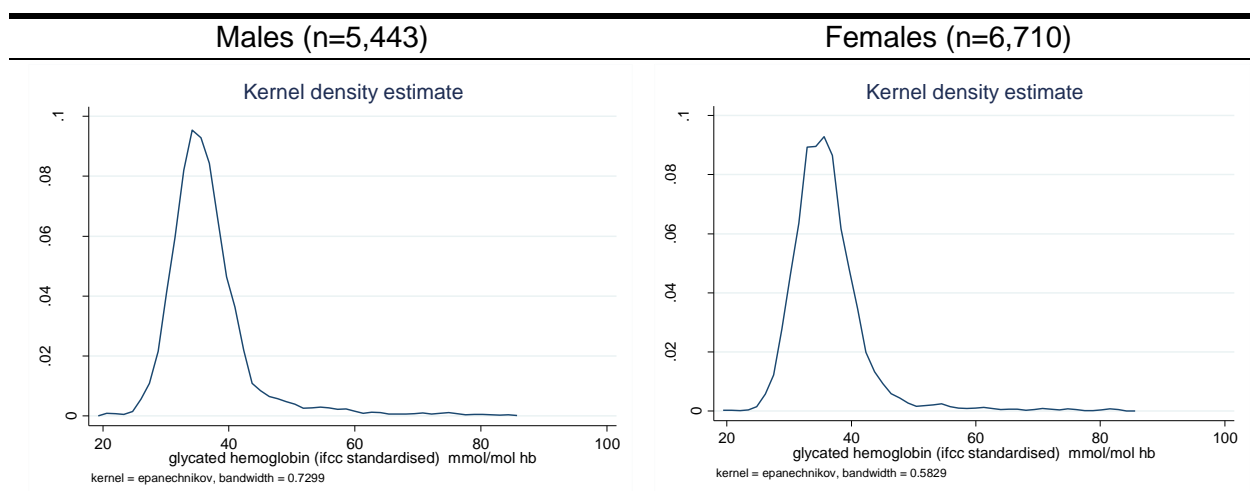 Males (n=5,443)
Females (n=6,710)
Kernel density estimate
.1
.08
.06
.04
.02
0
20 40 60 80 100
glycated hemoglobin (ifcc standardised)  mmol/mol hb
kernel = epanechnikov, bandwidth = 0.7299
Kernel density estimate
.1
.08
.06
.04
.02
0
20 40 60 80 100
glycated hemoglobin (ifcc standardised)  mmol/mol hb
kernel = epanechnikov, bandwidth = 0.5829